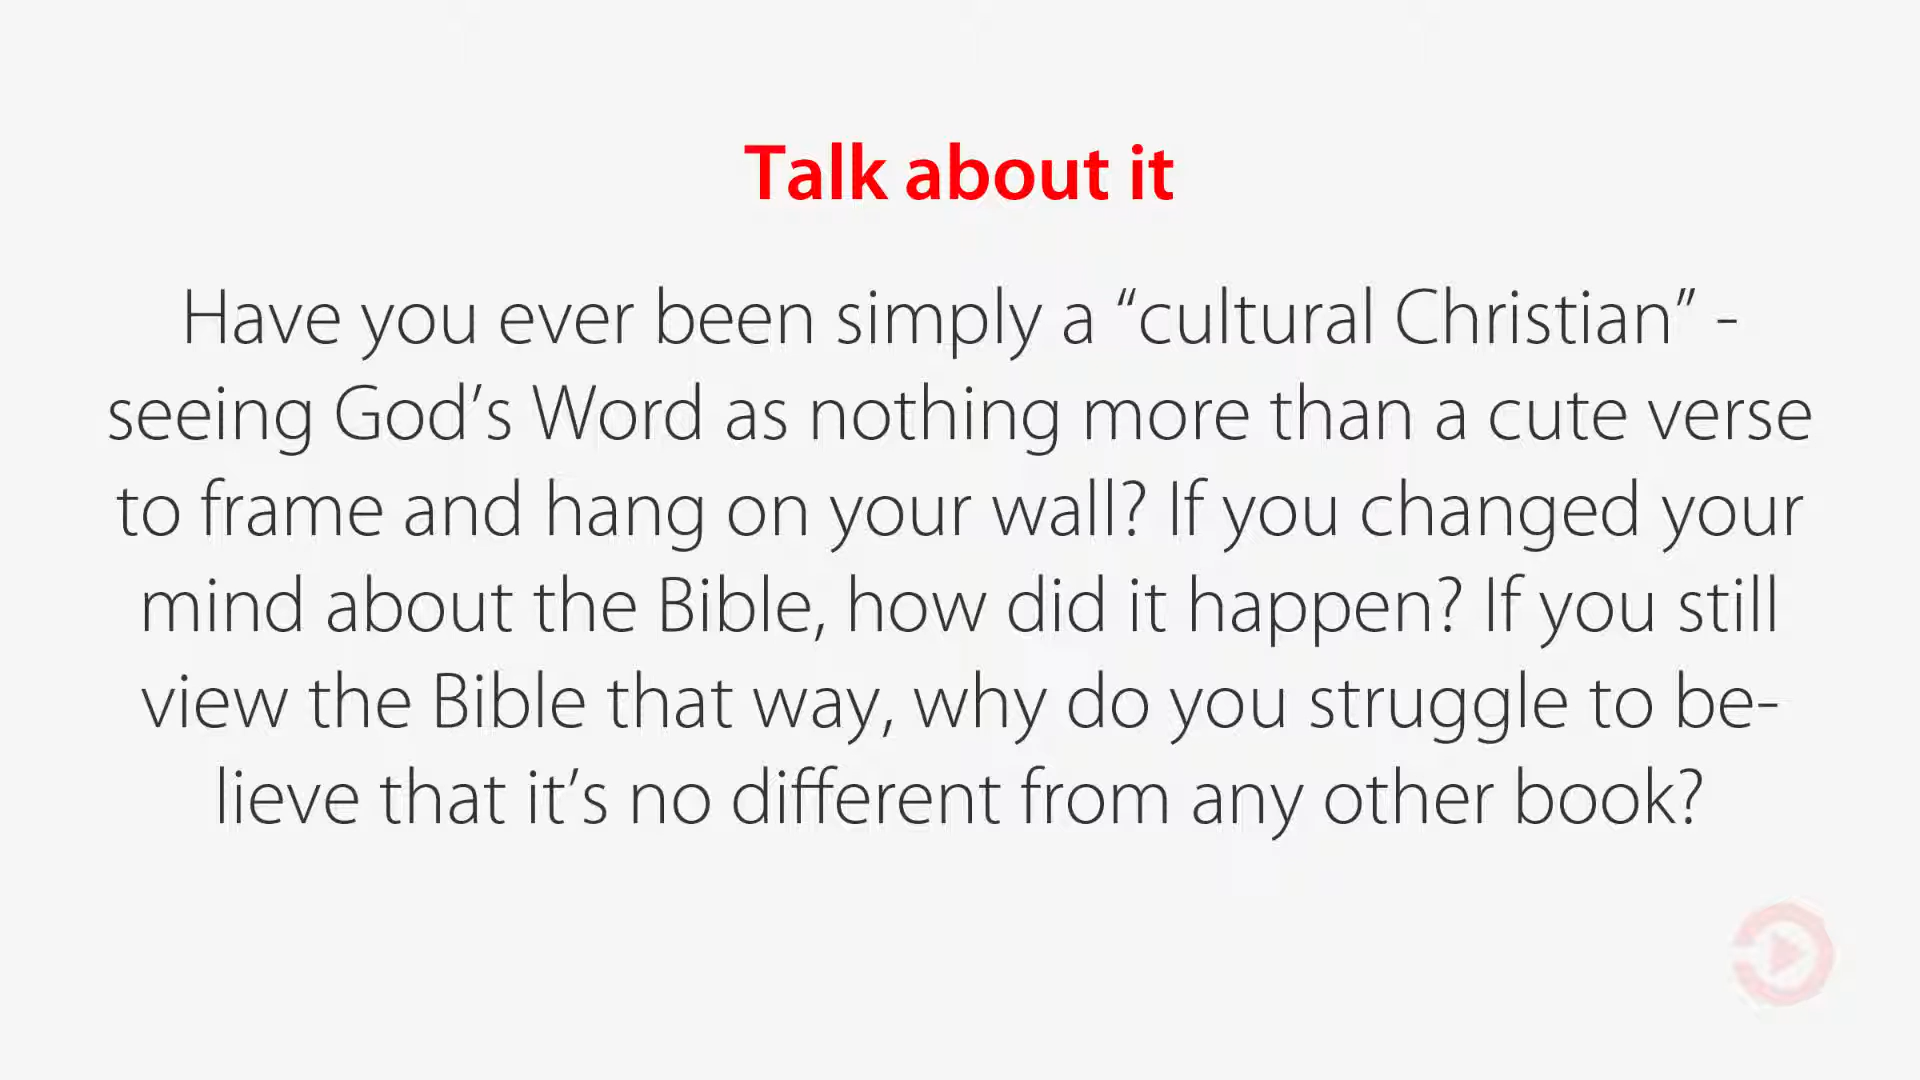 Talk about it
Have you ever been simply a “cultural Christian” -
seeing God’s Word as nothing more than a cute verse
to frame and hang on your wall? If you changed your
mind about the Bible, how did it happen? If you still
view the Bible that way, why do you struggle to be-
lieve that it’s no different from any other book?